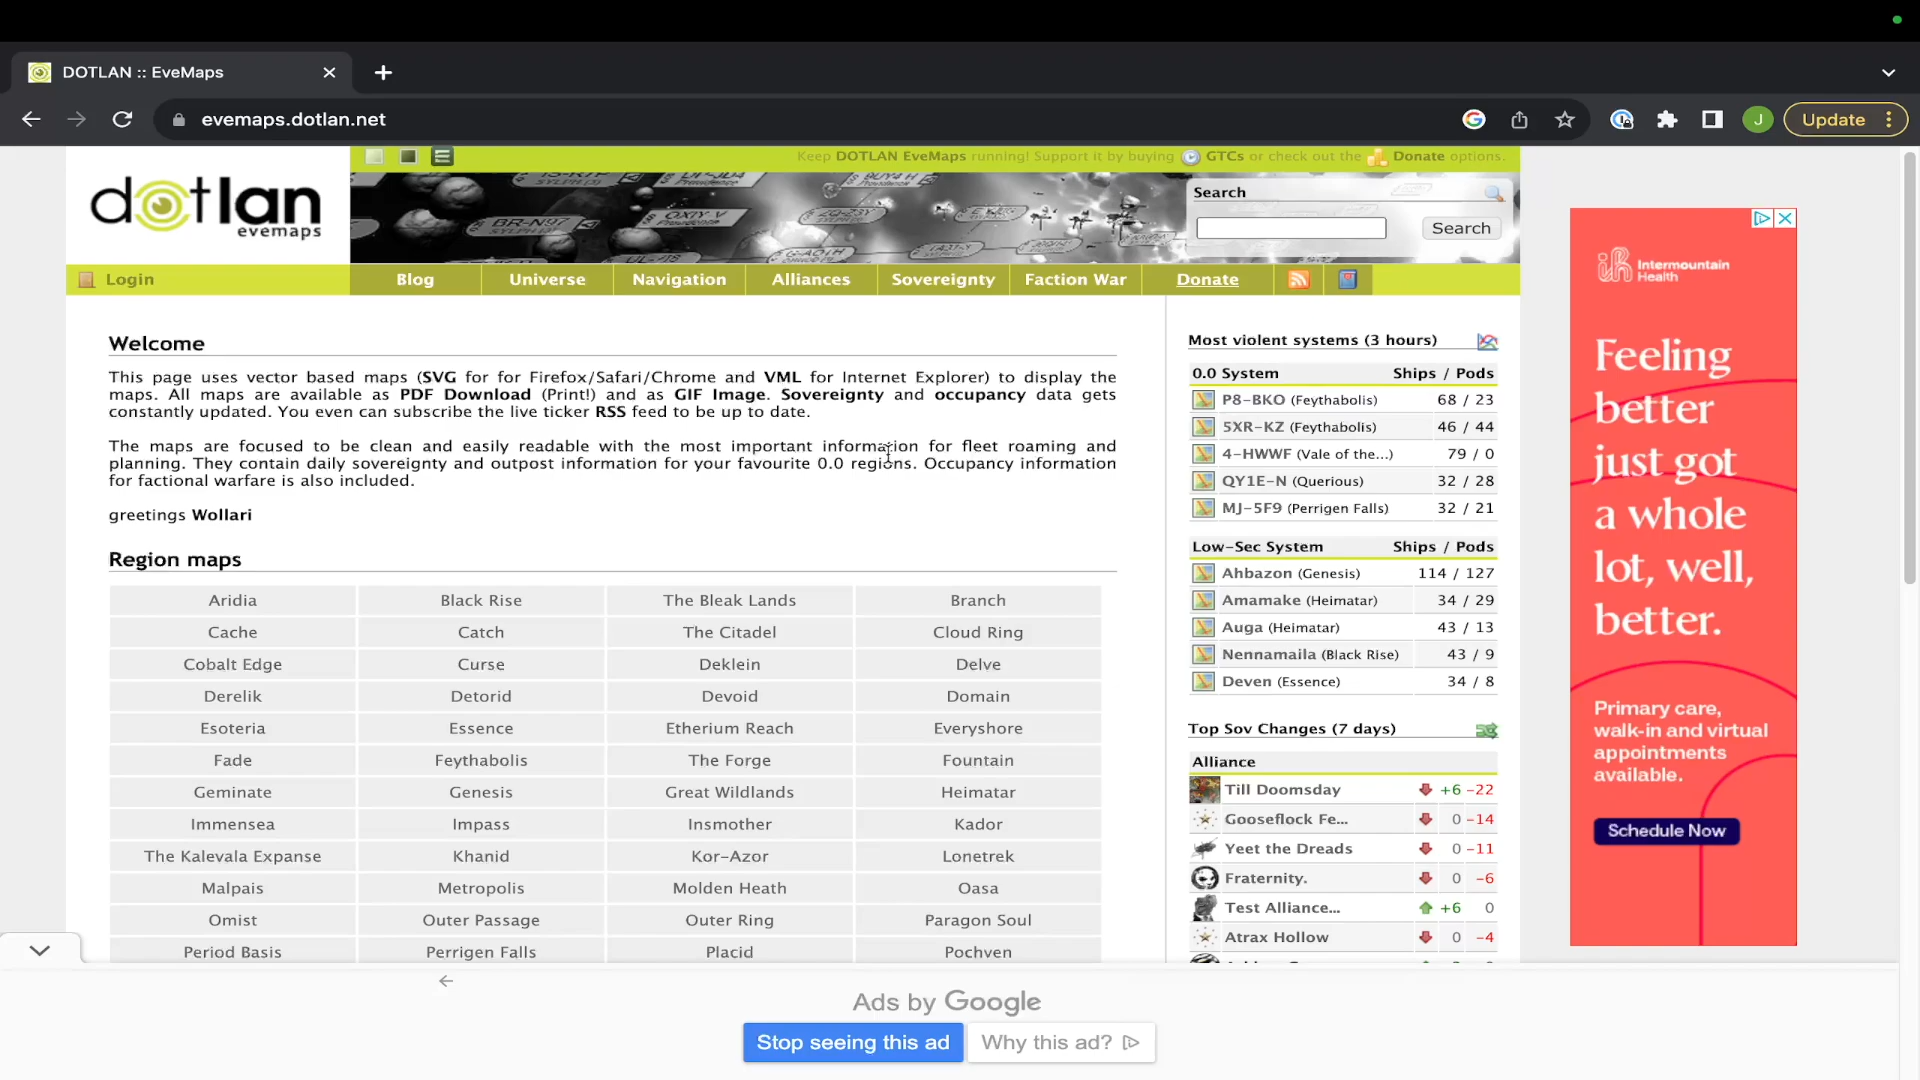 DOTLAN :: EveMaps
evemaps.dotlan.net
J
Update
Keep DOTLAN EveMaps running! Support it by buying GTCs or check out the Donate options.
dotlan
evemaps
BR-N97
OXIY V
Search
Search
Login
Blog
Universe
Navigation
Alliances
Sovereignty
Faction War
Donate
Welcome
This page uses vector based maps (SVG for for Firefox/Safari/Chrome and VML for Internet Explorer) to display the
maps. All maps are available as PDF Download (Print!) and as GIF Image. Sovereignty and occupancy data gets
constantly updated. You even can subscribe the live ticker RSS feed to be up to date.
The maps are focused to be clean and easily readable with the most important information for fleet roaming and
planning. They contain daily sovereignty and outpost information for your favourite 0.0 regions. Occupancy information
for factional warfare is also included.
greetings Wollari
Region maps
Aridia Black Rise The Bleak Lands Branch
Cache Catch The Citadel Cloud Ring
Cobalt Edge Curse Deklein Delve
Derelik Detorid Devoid Domain
Esoteria Essence Etherium Reach Everyshore
Fade Feythabolis The Forge Fountain
Geminate Genesis Great Wildlands Heimatar
Immensea Impass Insmother Kador
The Kalevala Expanse Khanid Kor-Azor Lonetrek
Malpais Metropolis Molden Heath Oasa
Omist Outer Passage Outer Ring Paragon Soul
Period Basis Perrigen Falls Placid Pochven
Most violent systems (3 hours)
0.0 System Ships / Pods
P8-BKO (Feythabolis) 68 / 23
5XR-KZ (Feythabolis) 46 / 44
4-HWWF (Vale of the...) 79 / 0
QY1E-N (Querious) 32 / 28
MJ-5F9 (Perrigen Falls) 32 / 21
Low-Sec System Ships / Pods
Ahbazon (Genesis) 114 / 127
Amamake (Heimatar) 34 / 29
Auga (Heimatar) 43 / 13
Nennamaila (Black Rise) 43 / 9
Deven (Essence) 34 / 8
Top Sov Changes (7 days)
Alliance
Till Doomsday +6 -22
Gooseflock Fe... 0 -14
Yeet the Dreads 0 -11
Fraternity. 0 -6
Test Alliance... +6 0
Atrax Hollow 0 -4
Intermountain
Health
Feeling
better
just got
a whole
lot, well,
better.
Primary care,
walk-in and virtual
appointments
available.
Schedule Now
Ads by Google
Stop seeing this ad
Why this ad?